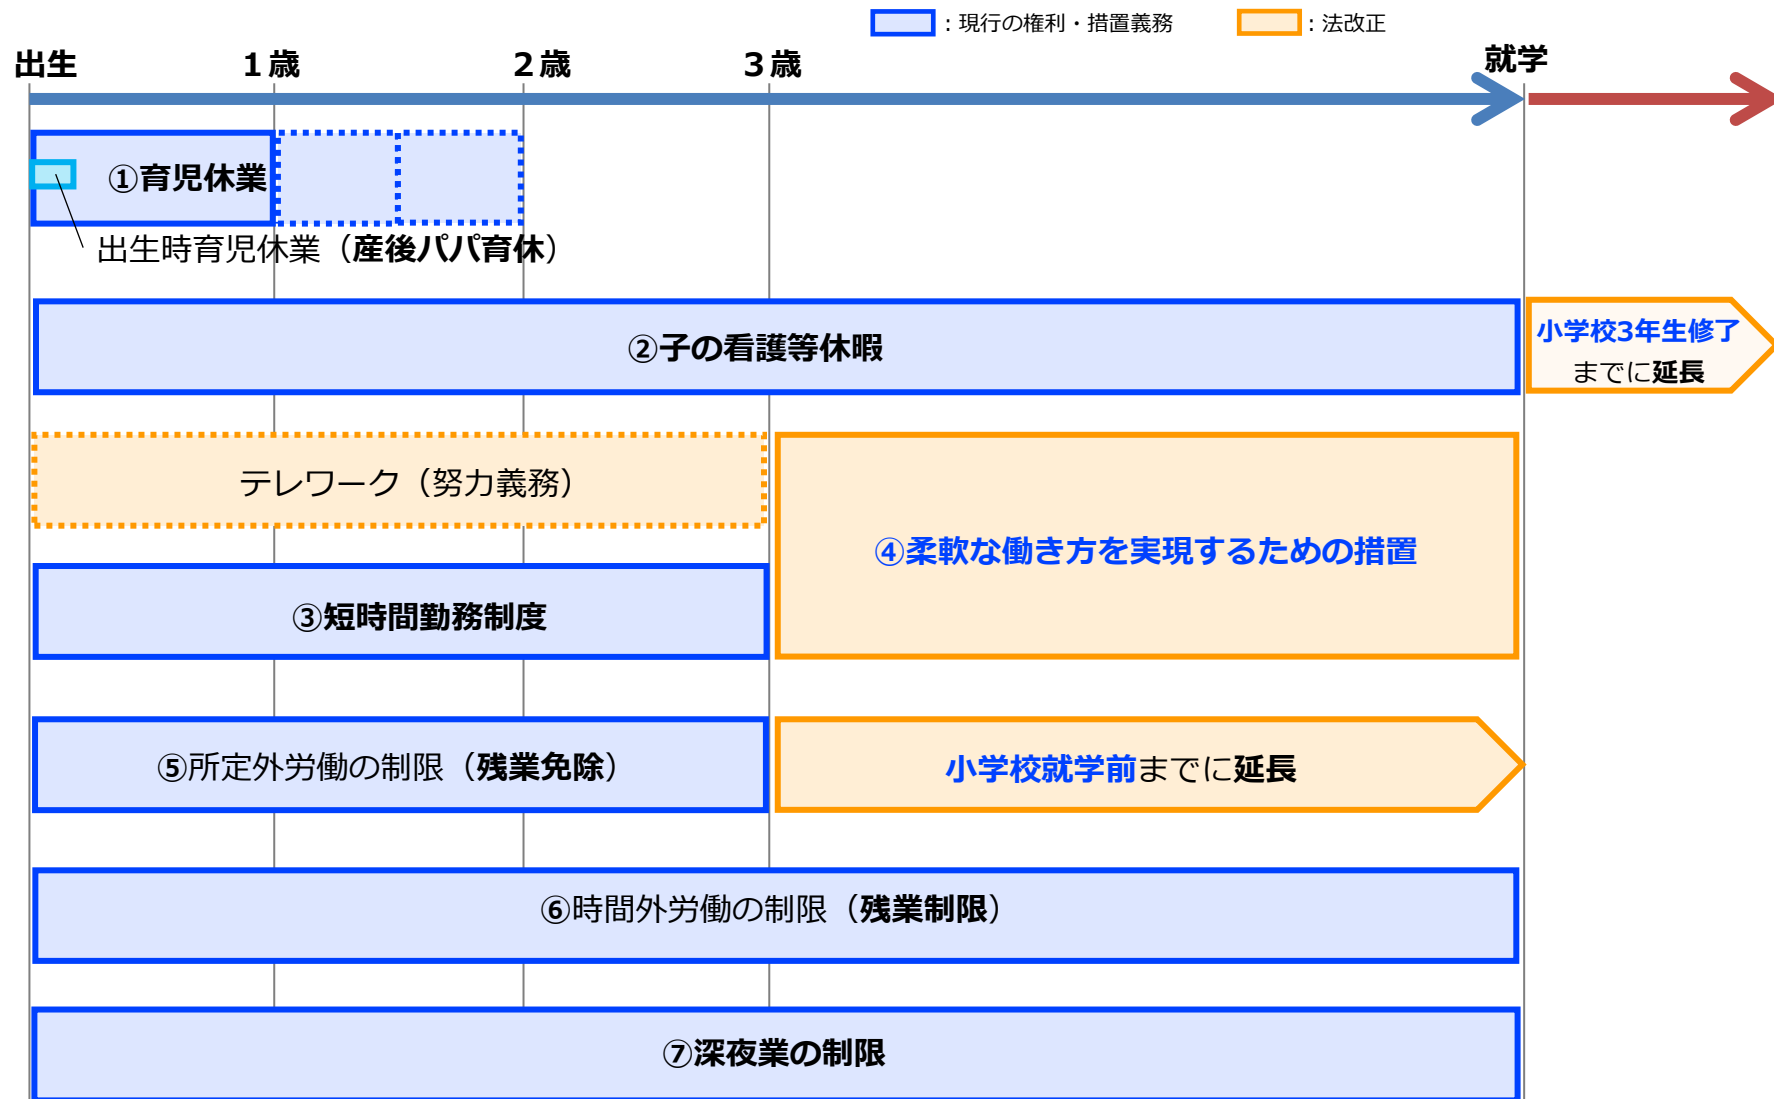 ：現行の権利・措置義務
：法改正
出生
１歳
２歳
３歳
就学
①育児休業
出生時育児休業（産後パパ育休）
②子の看護等休暇
小学校3年生修了
までに延長
テレワーク（努力義務）
④柔軟な働き方を実現するための措置
③短時間勤務制度
⑤所定外労働の制限（残業免除）
小学校就学前までに延長
⑥時間外労働の制限（残業制限）
⑦深夜業の制限